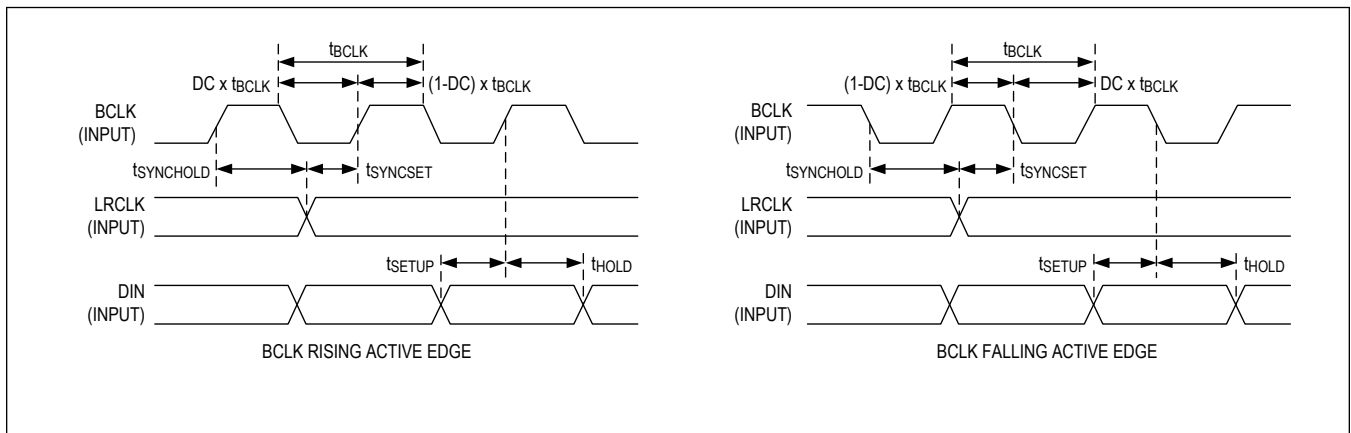 tBCLK
DC x tBCLK
(1-DC) x tBCLK
BCLK
(INPUT)
tSYNCHOLD
tSYNCSET
LRCLK
(INPUT)
tSETUP
tHOLD
DIN
(INPUT)
BCLK RISING ACTIVE EDGE
tBCLK
(1-DC) x tBCLK
DC x tBCLK
BCLK
(INPUT)
tSYNCHOLD
tSYNCSET
LRCLK
(INPUT)
tSETUP
tHOLD
DIN
(INPUT)
BCLK FALLING ACTIVE EDGE